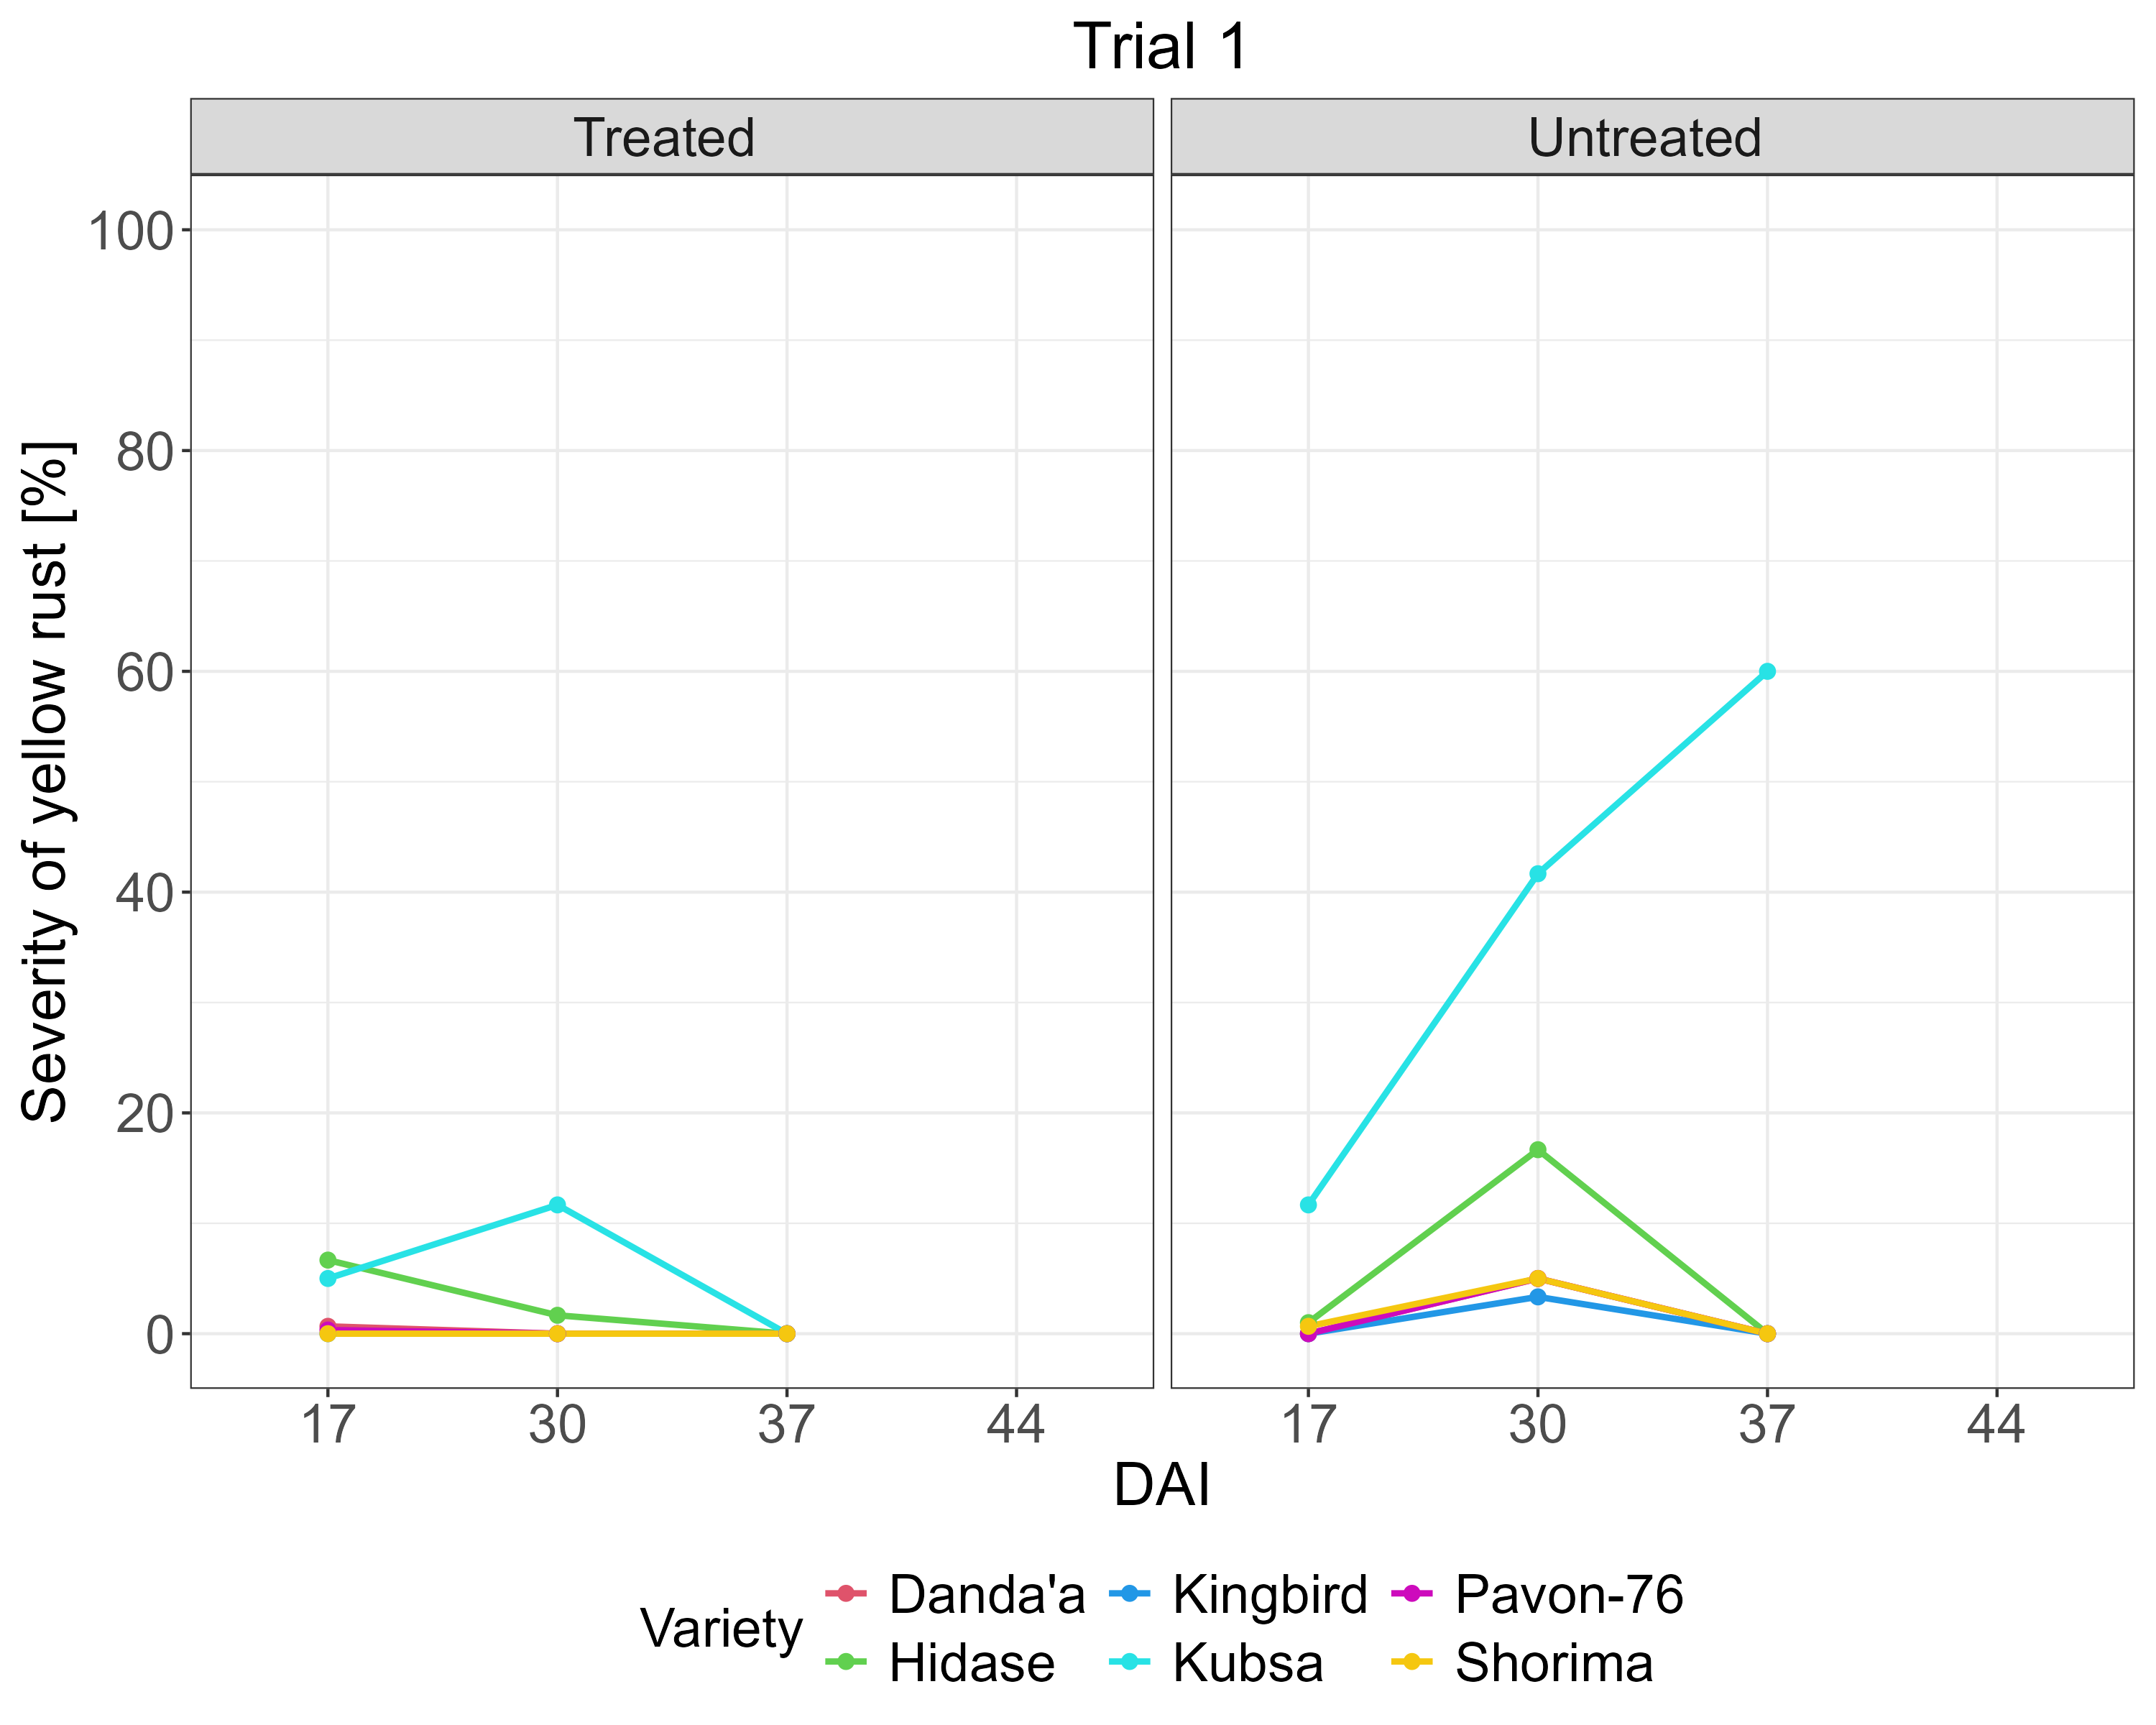 Trial 1
Treated
Untreated
Severity of yellow rust [%]
100
80
60
40
20
0
17 30 37 44
17 30 37 44
DAI
Variety
Danda'a Kingbird Pavon-76
Hidase Kubsa Shorima